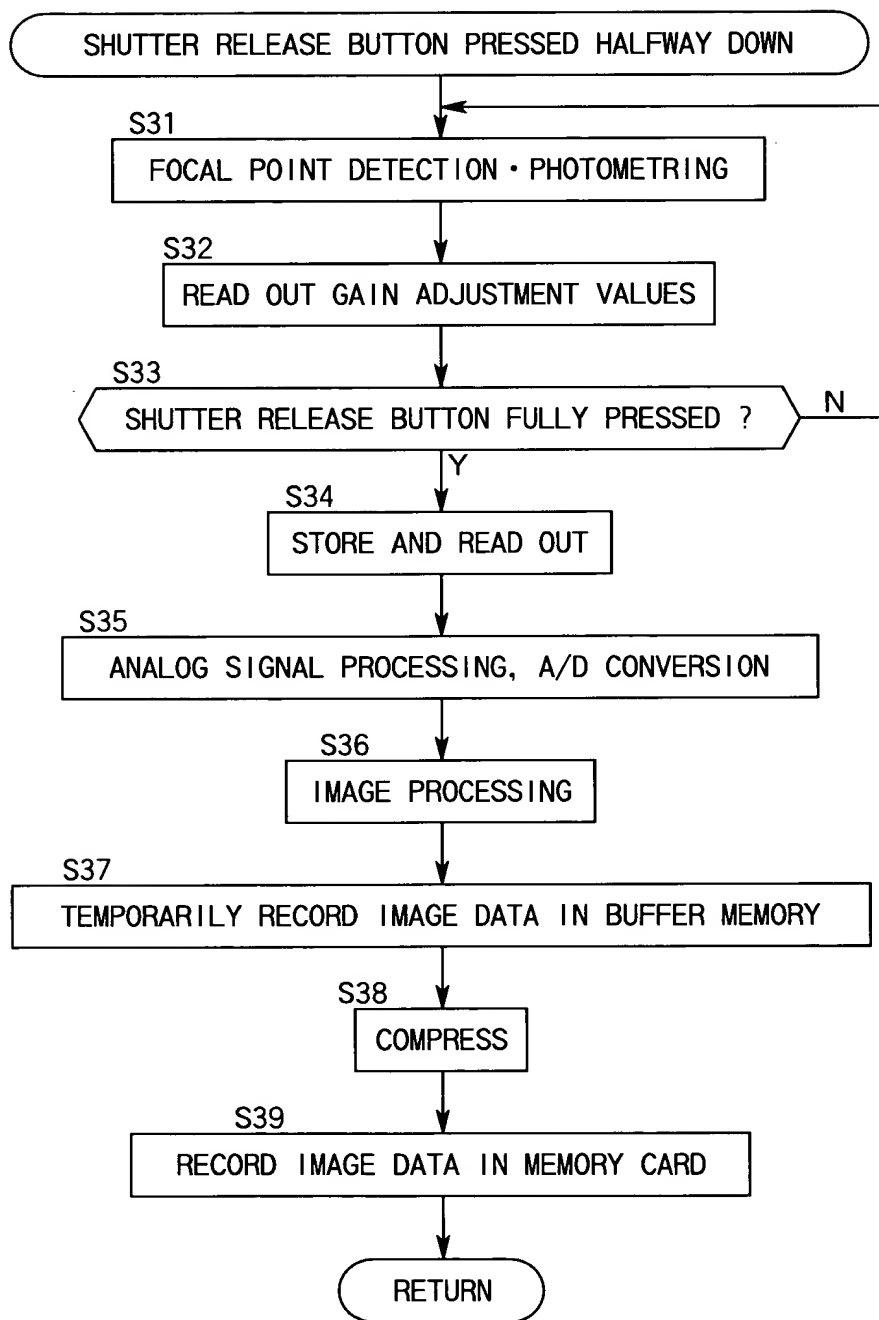 SHUTTER RELEASE BUTTON PRESSED HALFWAY DOWN
S31
FOCAL POINT DETECTION・PHOTOMETRING
S32
READ OUT GAIN ADJUSTMENT VALUES
S33
SHUTTER RELEASE BUTTON FULLY PRESSED ?
N
Y
S34
STORE AND READ OUT
S35
ANALOG SIGNAL PROCESSING, A/D CONVERSION
S36
IMAGE PROCESSING
S37
TEMPORARILY RECORD IMAGE DATA IN BUFFER MEMORY
S38
COMPRESS
S39
RECORD IMAGE DATA IN MEMORY CARD
RETURN